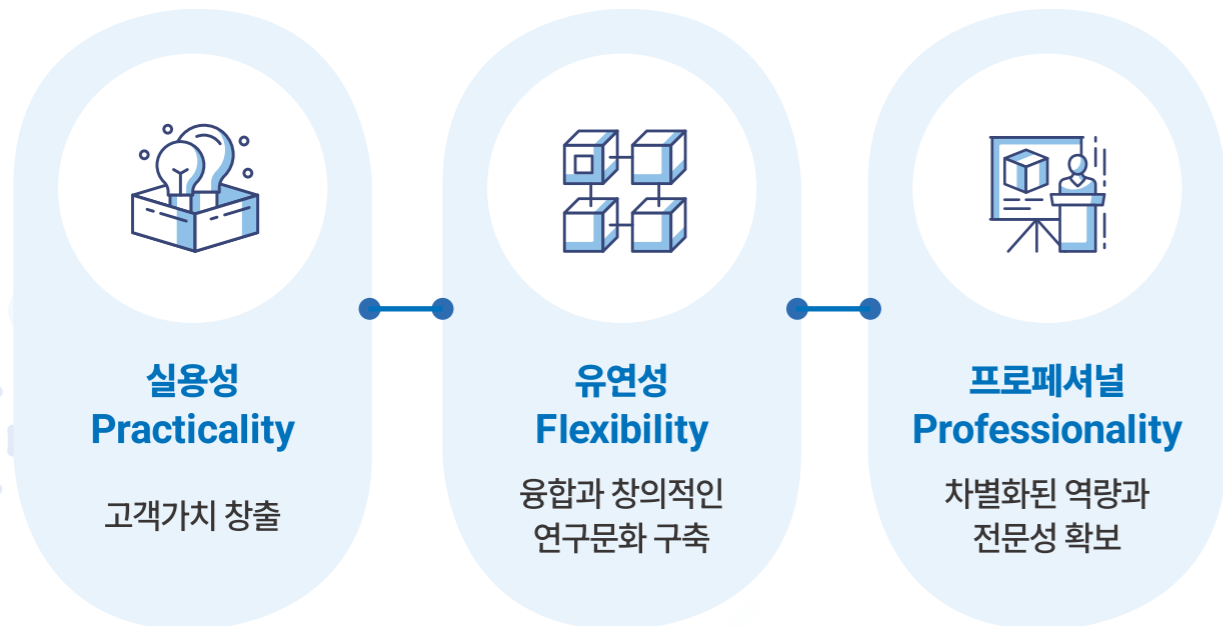 실용성
Practicality
고객가치 창출
유연성
Flexibility
융합과 창의적인
연구문화 구축
프로페셔널
Professionality
차별화된 역량과
전문성 확보